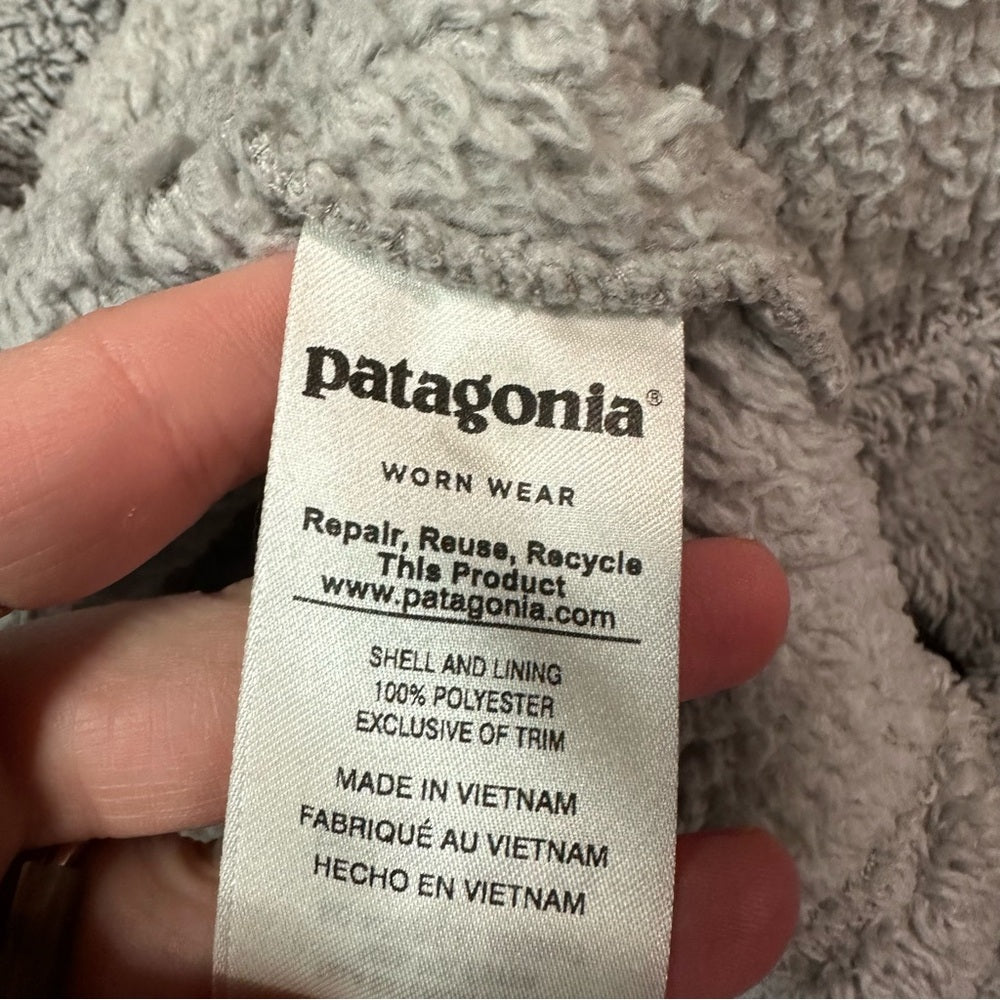 patagonia®
WORN WEAR
Repair, Reuse, Recycle
This Product
www.patagonia.com
SHELL AND LINING
100% POLYESTER
EXCLUSIVE OF TRIM
MADE IN VIETNAM
FABRIQUÉ AU VIETNAM
HECHO EN VIETNAM